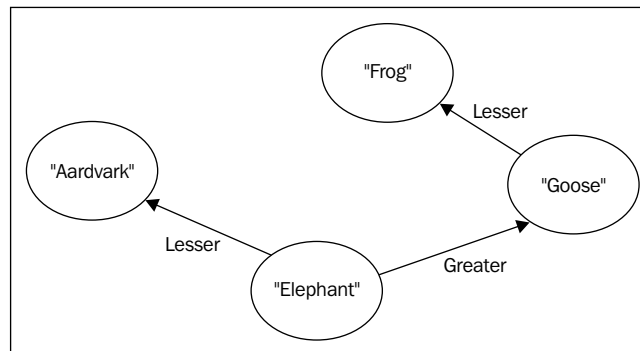 "Frog"
Lesser
"Aardvark"
"Goose"
Lesser
Greater
"Elephant"